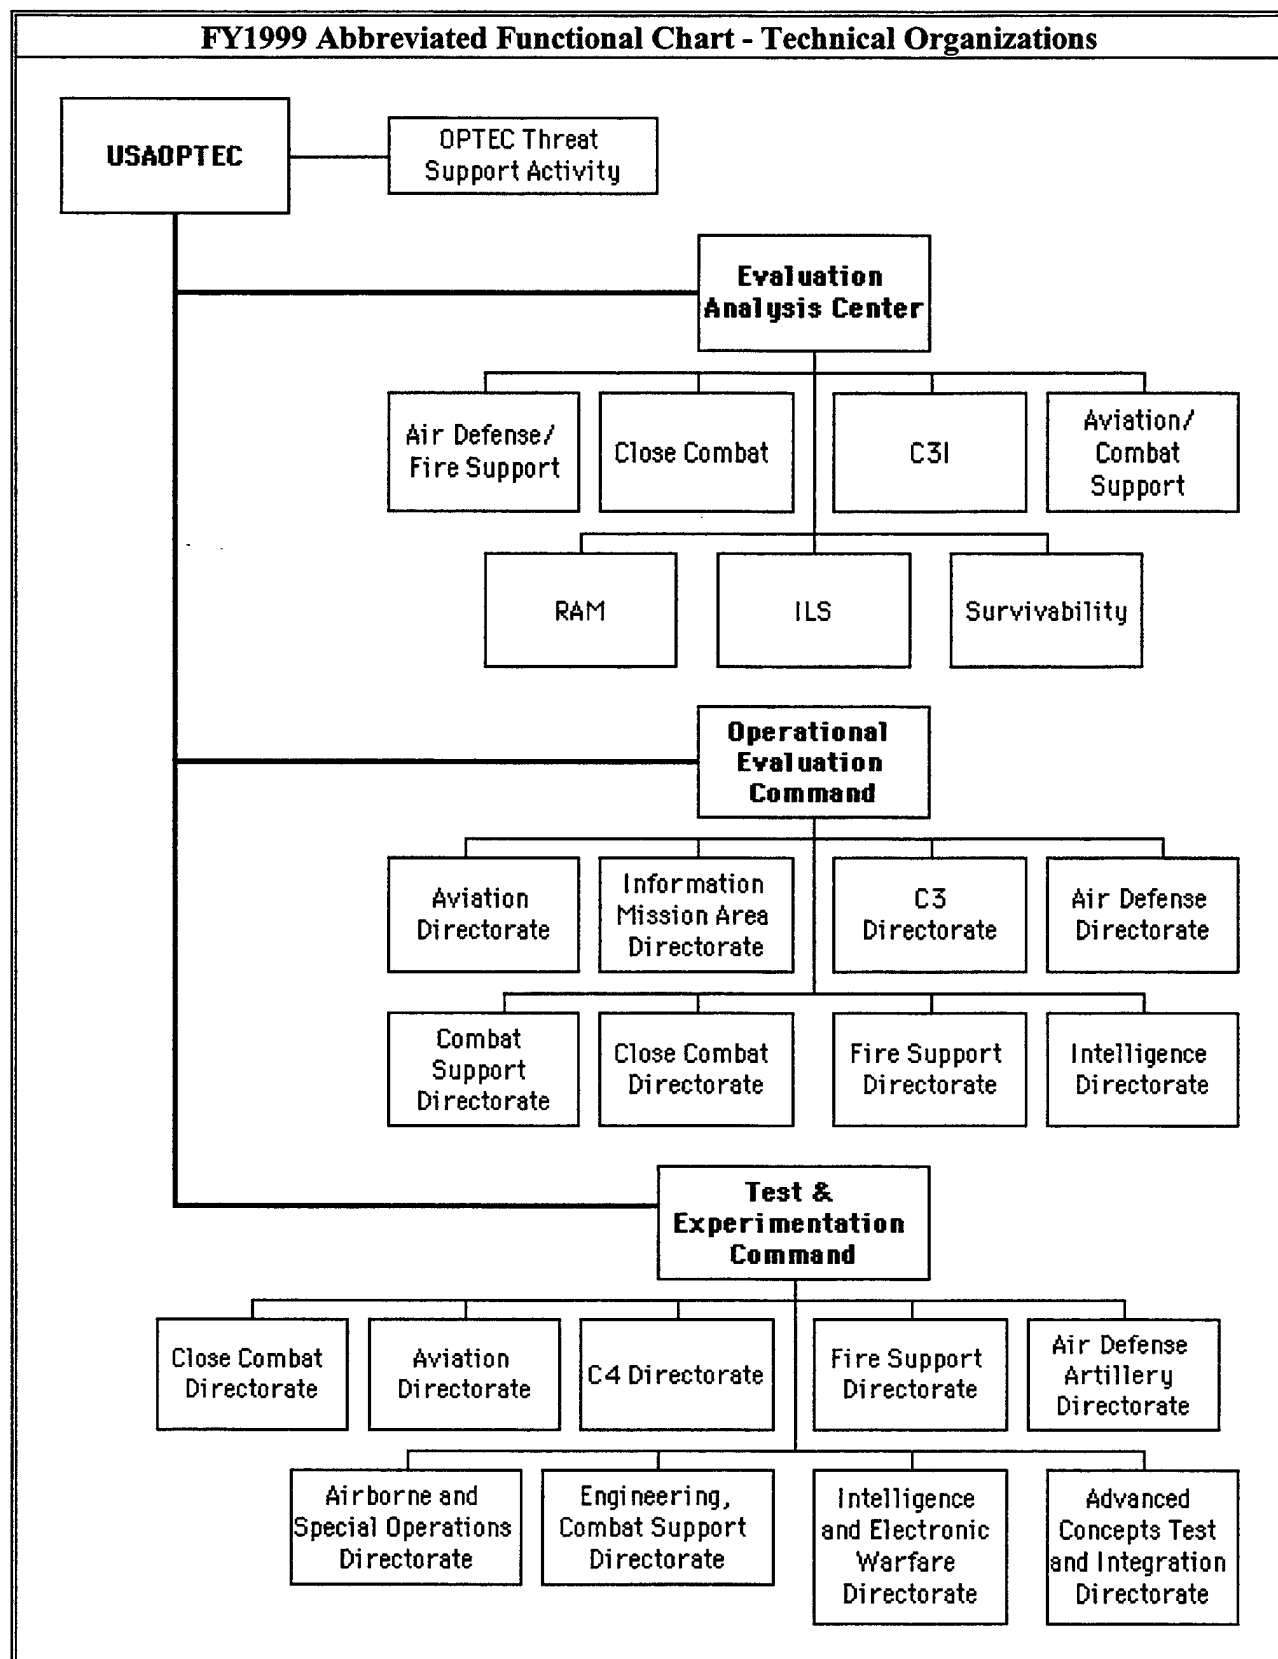 FY1999 Abbreviated Functional Chart - Technical Organizations
USAOPTEC
OPTEC Threat
Support Activity
Evaluation
Analysis Center
Air Defense/
Fire Support
Close Combat
C3I
Aviation/
Combat
Support
RAM
ILS
Survivability
Operational
Evaluation
Command
Aviation
Directorate
Information
Mission Area
Directorate
C3
Directorate
Air Defense
Directorate
Combat
Support
Directorate
Close Combat
Directorate
Fire Support
Directorate
Intelligence
Directorate
Test &
Experimentation
Command
Close Combat
Directorate
Aviation
Directorate
C4 Directorate
Fire Support
Directorate
Air Defense
Artillery
Directorate
Airborne and
Special Operations
Directorate
Engineering,
Combat Support
Directorate
Intelligence
and Electronic
Warfare
Directorate
Advanced
Concepts Test
and Integration
Directorate